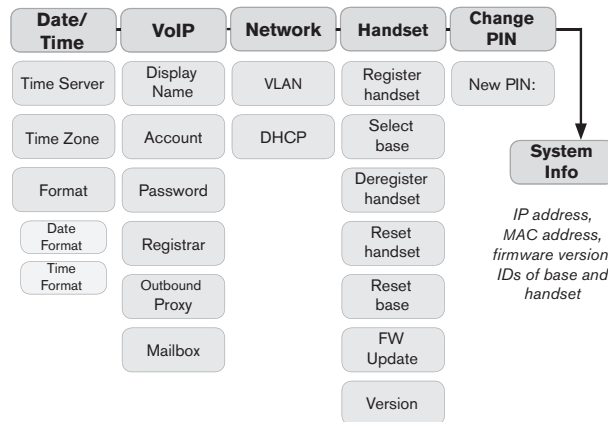 Date/
Time
VoIP
Network
Handset
Change
PIN
Time Server
Time Zone
Format
Date
Format
Time
Format
Display
Name
Account
Password
Registrar
Outbound
Proxy
Mailbox
VLAN
DHCP
Register
handset
Select
base
Deregister
handset
Reset
handset
Reset
base
FW
Update
Version
New PIN:
System
Info
IP address,
MAC address,
firmware version
IDs of base and
handset